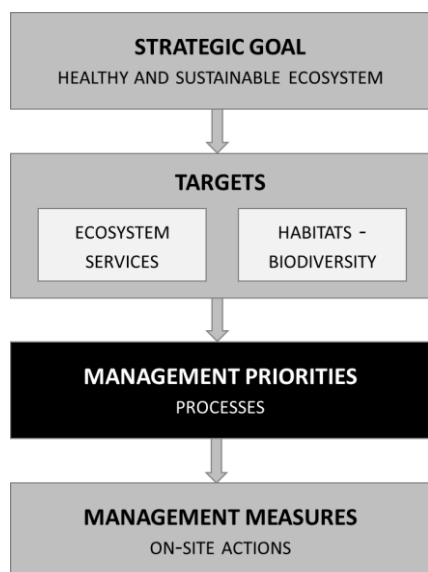 STRATEGIC GOAL
HEALTHY AND SUSTAINABLE ECOSYSTEM
TARGETS
ECOSYSTEM
SERVICES
HABITATS -
BIODIVERSITY
MANAGEMENT PRIORITIES
PROCESSES
MANAGEMENT MEASURES
ON-SITE ACTIONS